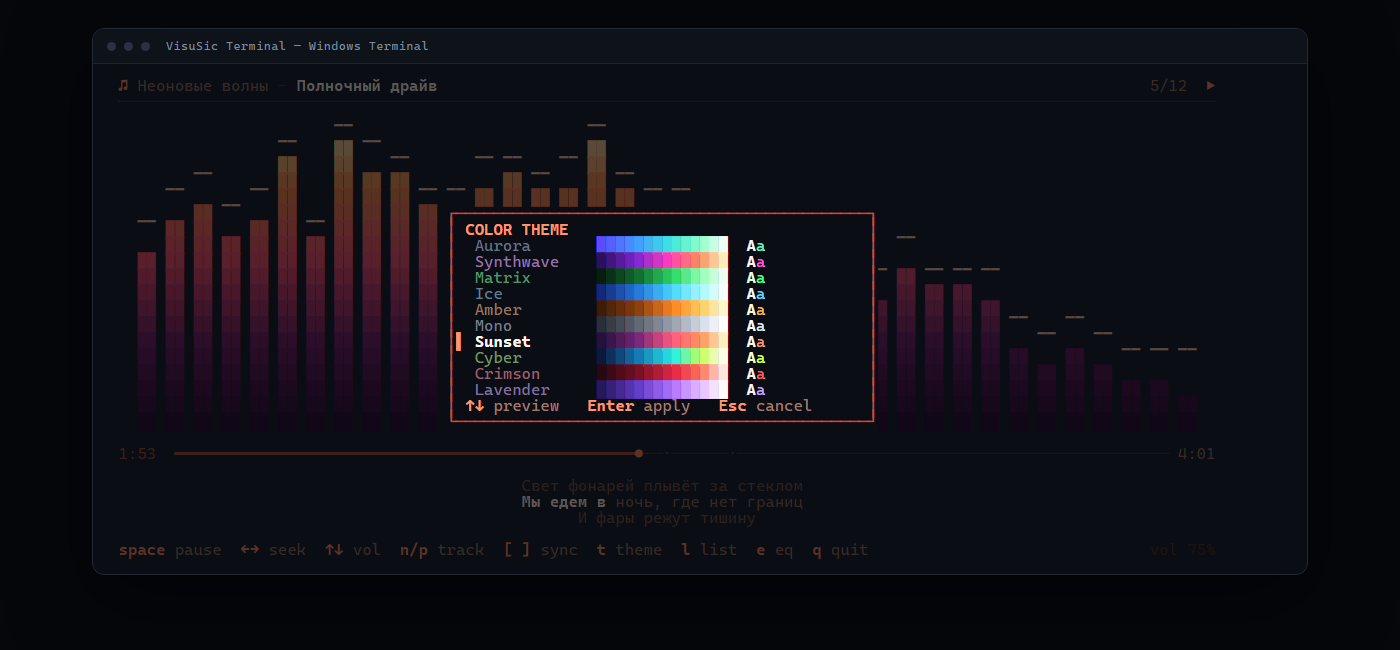 VisuSic Terminal — Windows Terminal
♫ Неоновые волны — Полночный драйв 5/12 ▶
COLOR THEME
Aurora Aa
Synthwave Aa
Matrix Aa
Ice Aa
Amber Aa
Mono Aa
Sunset Aa
Cyber Aa
Crimson Aa
Lavender Aa
↑↓ preview Enter apply Esc cancel
1:53 4:01
Свет фонарей плывёт за стеклом
Мы едем в ночь, где нет границ
И фары режут тишину
space pause ←→ seek ↑↓ vol n/p track [ ] sync t theme l list e eq q quit vol 75%